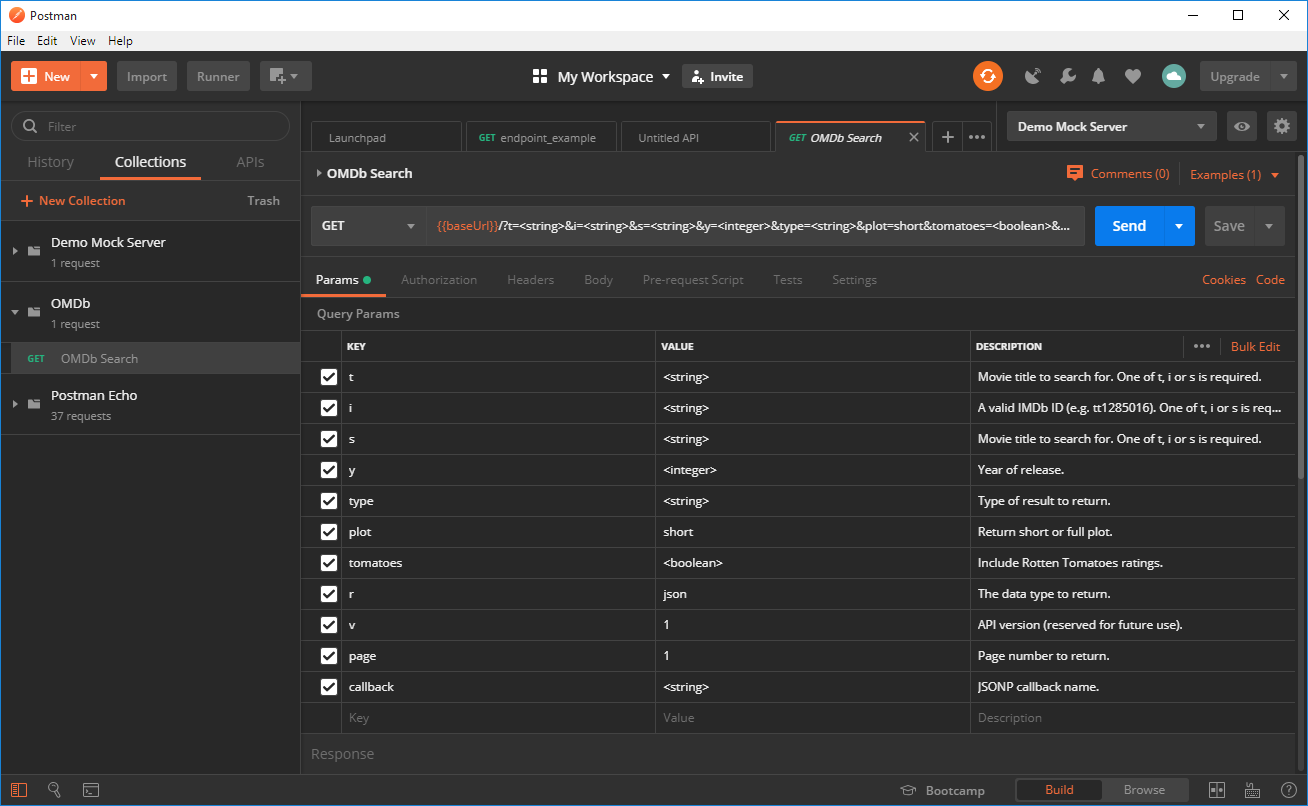 Postman
File Edit View Help
New Import Runner My Workspace Invite Upgrade
Filter
History Collections APIs
New Collection Trash
Demo Mock Server
1 request
OMDb
1 request
GET OMDb Search
Postman Echo
37 requests
Launchpad GET endpoint_example Untitled API GET OMDb Search Demo Mock Server
OMDb Search Comments (0) Examples (1)
GET {{baseUrl}}/?t=<string>&i=<string>&s=<string>&y=<integer>&type=<string>&plot=short&tomatoes=<boolean>&... Send Save
Params Authorization Headers Body Pre-request Script Tests Settings Cookies Code
Query Params
KEY VALUE DESCRIPTION Bulk Edit
t <string> Movie title to search for. One of t, i or s is required.
i <string> A valid IMDb ID (e.g. tt1285016). One of t, i or s is req...
s <string> Movie title to search for. One of t, i or s is required.
y <integer> Year of release.
type <string> Type of result to return.
plot short Return short or full plot.
tomatoes <boolean> Include Rotten Tomatoes ratings.
r json The data type to return.
v 1 API version (reserved for future use).
page 1 Page number to return.
callback <string> JSONP callback name.
Key Value Description
Response
Bootcamp Build Browse